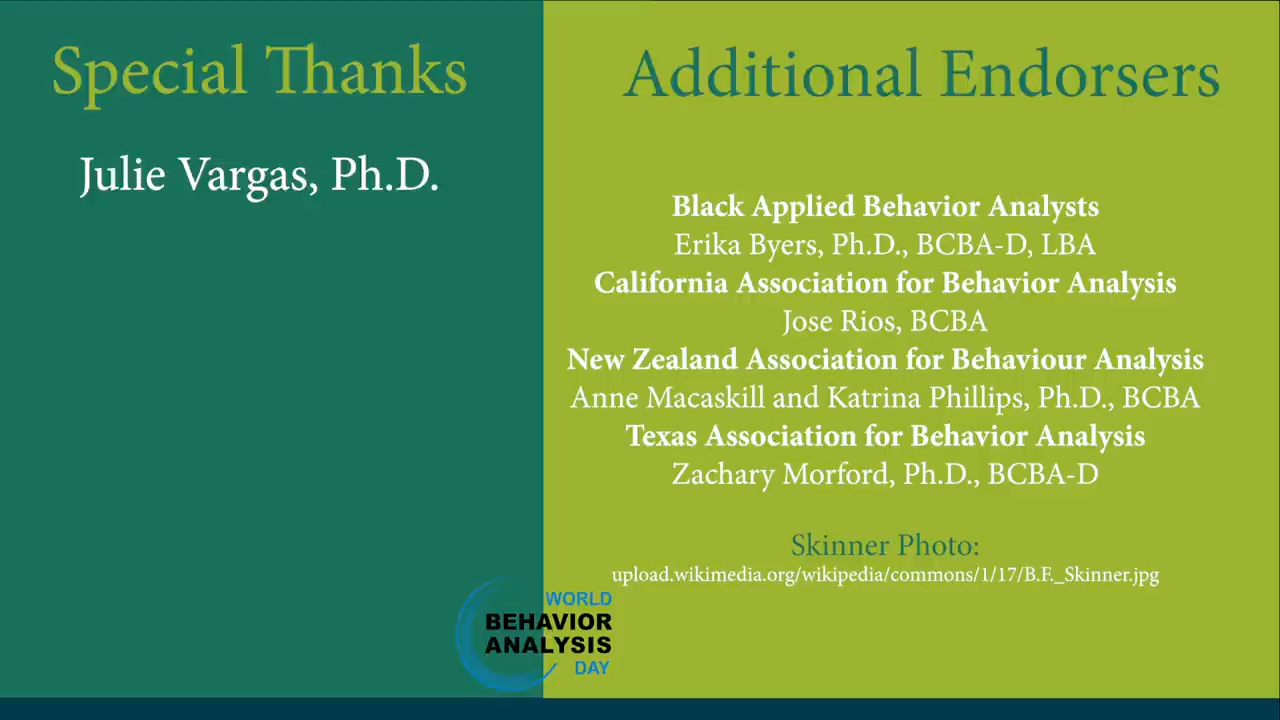 Special Thanks
Julie Vargas, Ph.D.
Additional Endorsers
Black Applied Behavior Analysts
Erika Byers, Ph.D., BCBA-D, LBA
California Association for Behavior Analysis
Jose Rios, BCBA
New Zealand Association for Behaviour Analysis
Anne Macaskill and Katrina Phillips, Ph.D., BCBA
Texas Association for Behavior Analysis
Zachary Morford, Ph.D., BCBA-D
Skinner Photo:
upload.wikimedia.org/wikipedia/commons/1/17/B.F._Skinner.jpg
WORLD
BEHAVIOR
ANALYSIS
DAY